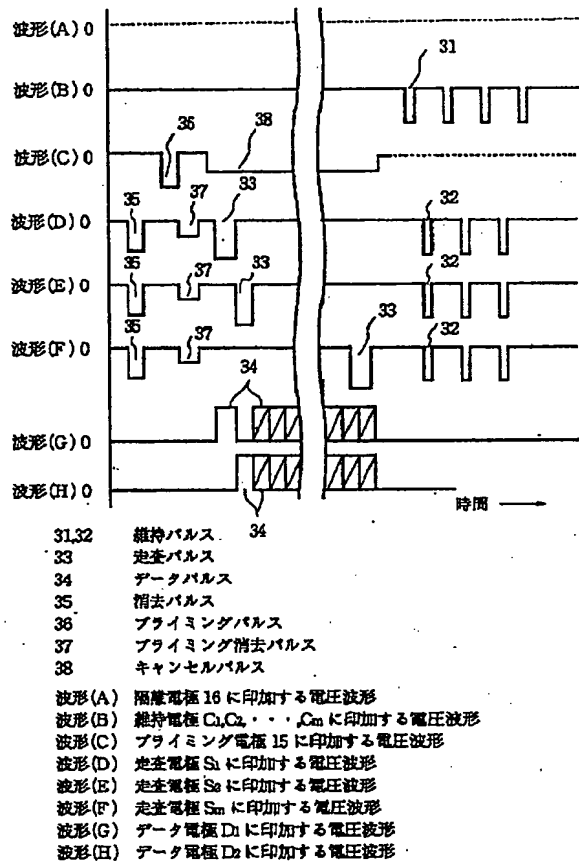 波形(A) 0
31
波形(B) 0
36
38
波形(C) 0
35
37
33
32
波形(D) 0
35
37
33
32
波形(E) 0
35
37
33
32
波形(F) 0
34
波形(G) 0
波形(H) 0
時間
34
31,32 維持パルス
33 走査パルス
34 データパルス
35 消去パルス
36 プライミングパルス
37 プライミング消去パルス
38 キャンセルパルス
波形(A) 隔離電極 16 に印加する電圧波形
波形(B) 維持電極 C1,C2,・・・,Cm に印加する電圧波形
波形(C) プライミング電極 15 に印加する電圧波形
波形(D) 走査電極 S1 に印加する電圧波形
波形(E) 走査電極 S2 に印加する電圧波形
波形(F) 走査電極 Sm に印加する電圧波形
波形(G) データ電極 D1 に印加する電圧波形
波形(H) データ電極 D2 に印加する電圧波形